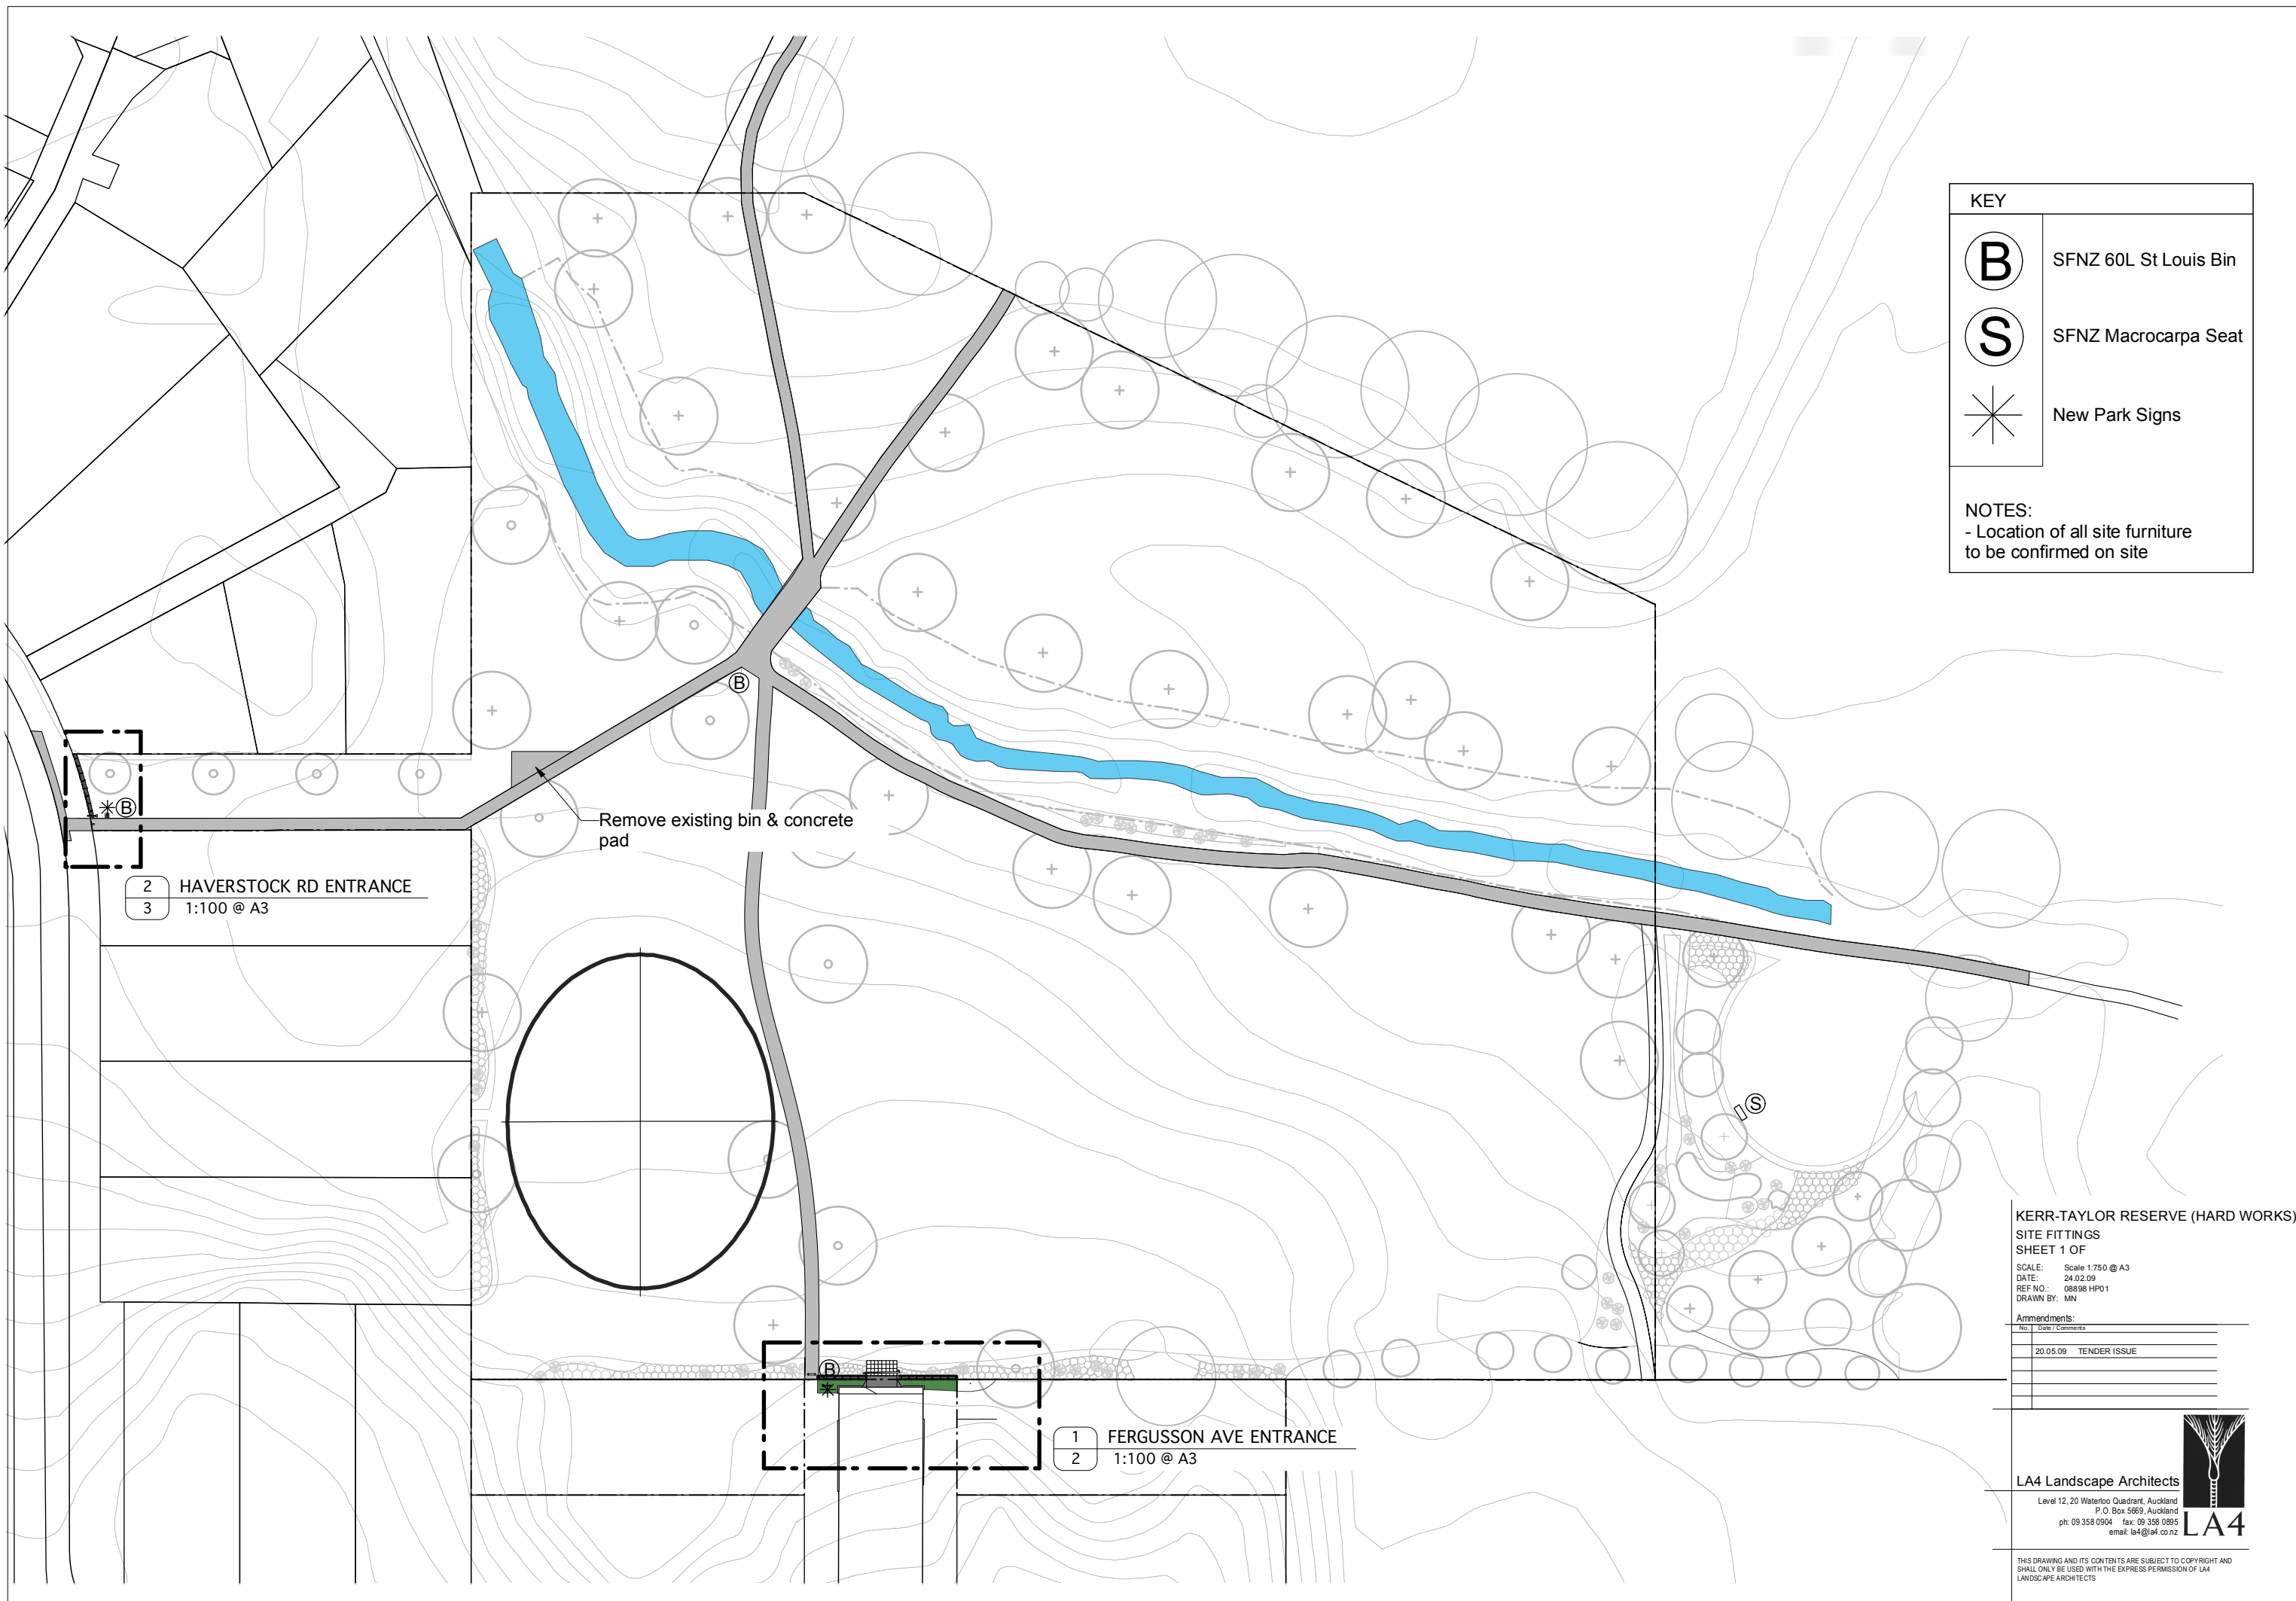 KEY
B SFNZ 60L St Louis Bin
S SFNZ Macrocarpa Seat
New Park Signs
NOTES:
- Location of all site furniture
to be confirmed on site
B
B
Remove existing bin & concrete
pad
2 HAVERSTOCK RD ENTRANCE
3 1:100 @ A3
S
B
1 FERGUSSON AVE ENTRANCE
2 1:100 @ A3
KERR-TAYLOR RESERVE (HARD WORKS)
SITE FITTINGS
SHEET 1 OF
SCALE: Scale 1:750 @ A3
DATE: 24.02.09
REF NO.: 08898 HP01
DRAWN BY: MN
Ammendments:
No. Date / Comments
20.05.09 TENDER ISSUE
LA4 Landscape Architects
Level 12, 20 Waterloo Quadrant, Auckland
P.O. Box 5669, Auckland
ph: 09 358 0904 fax: 09 358 0895
email: la4@la4.co.nz
LA4
THIS DRAWING AND ITS CONTENTS ARE SUBJECT TO COPYRIGHT AND
SHALL ONLY BE USED WITH THE EXPRESS PERMISSION OF LA4
LANDSCAPE ARCHITECTS